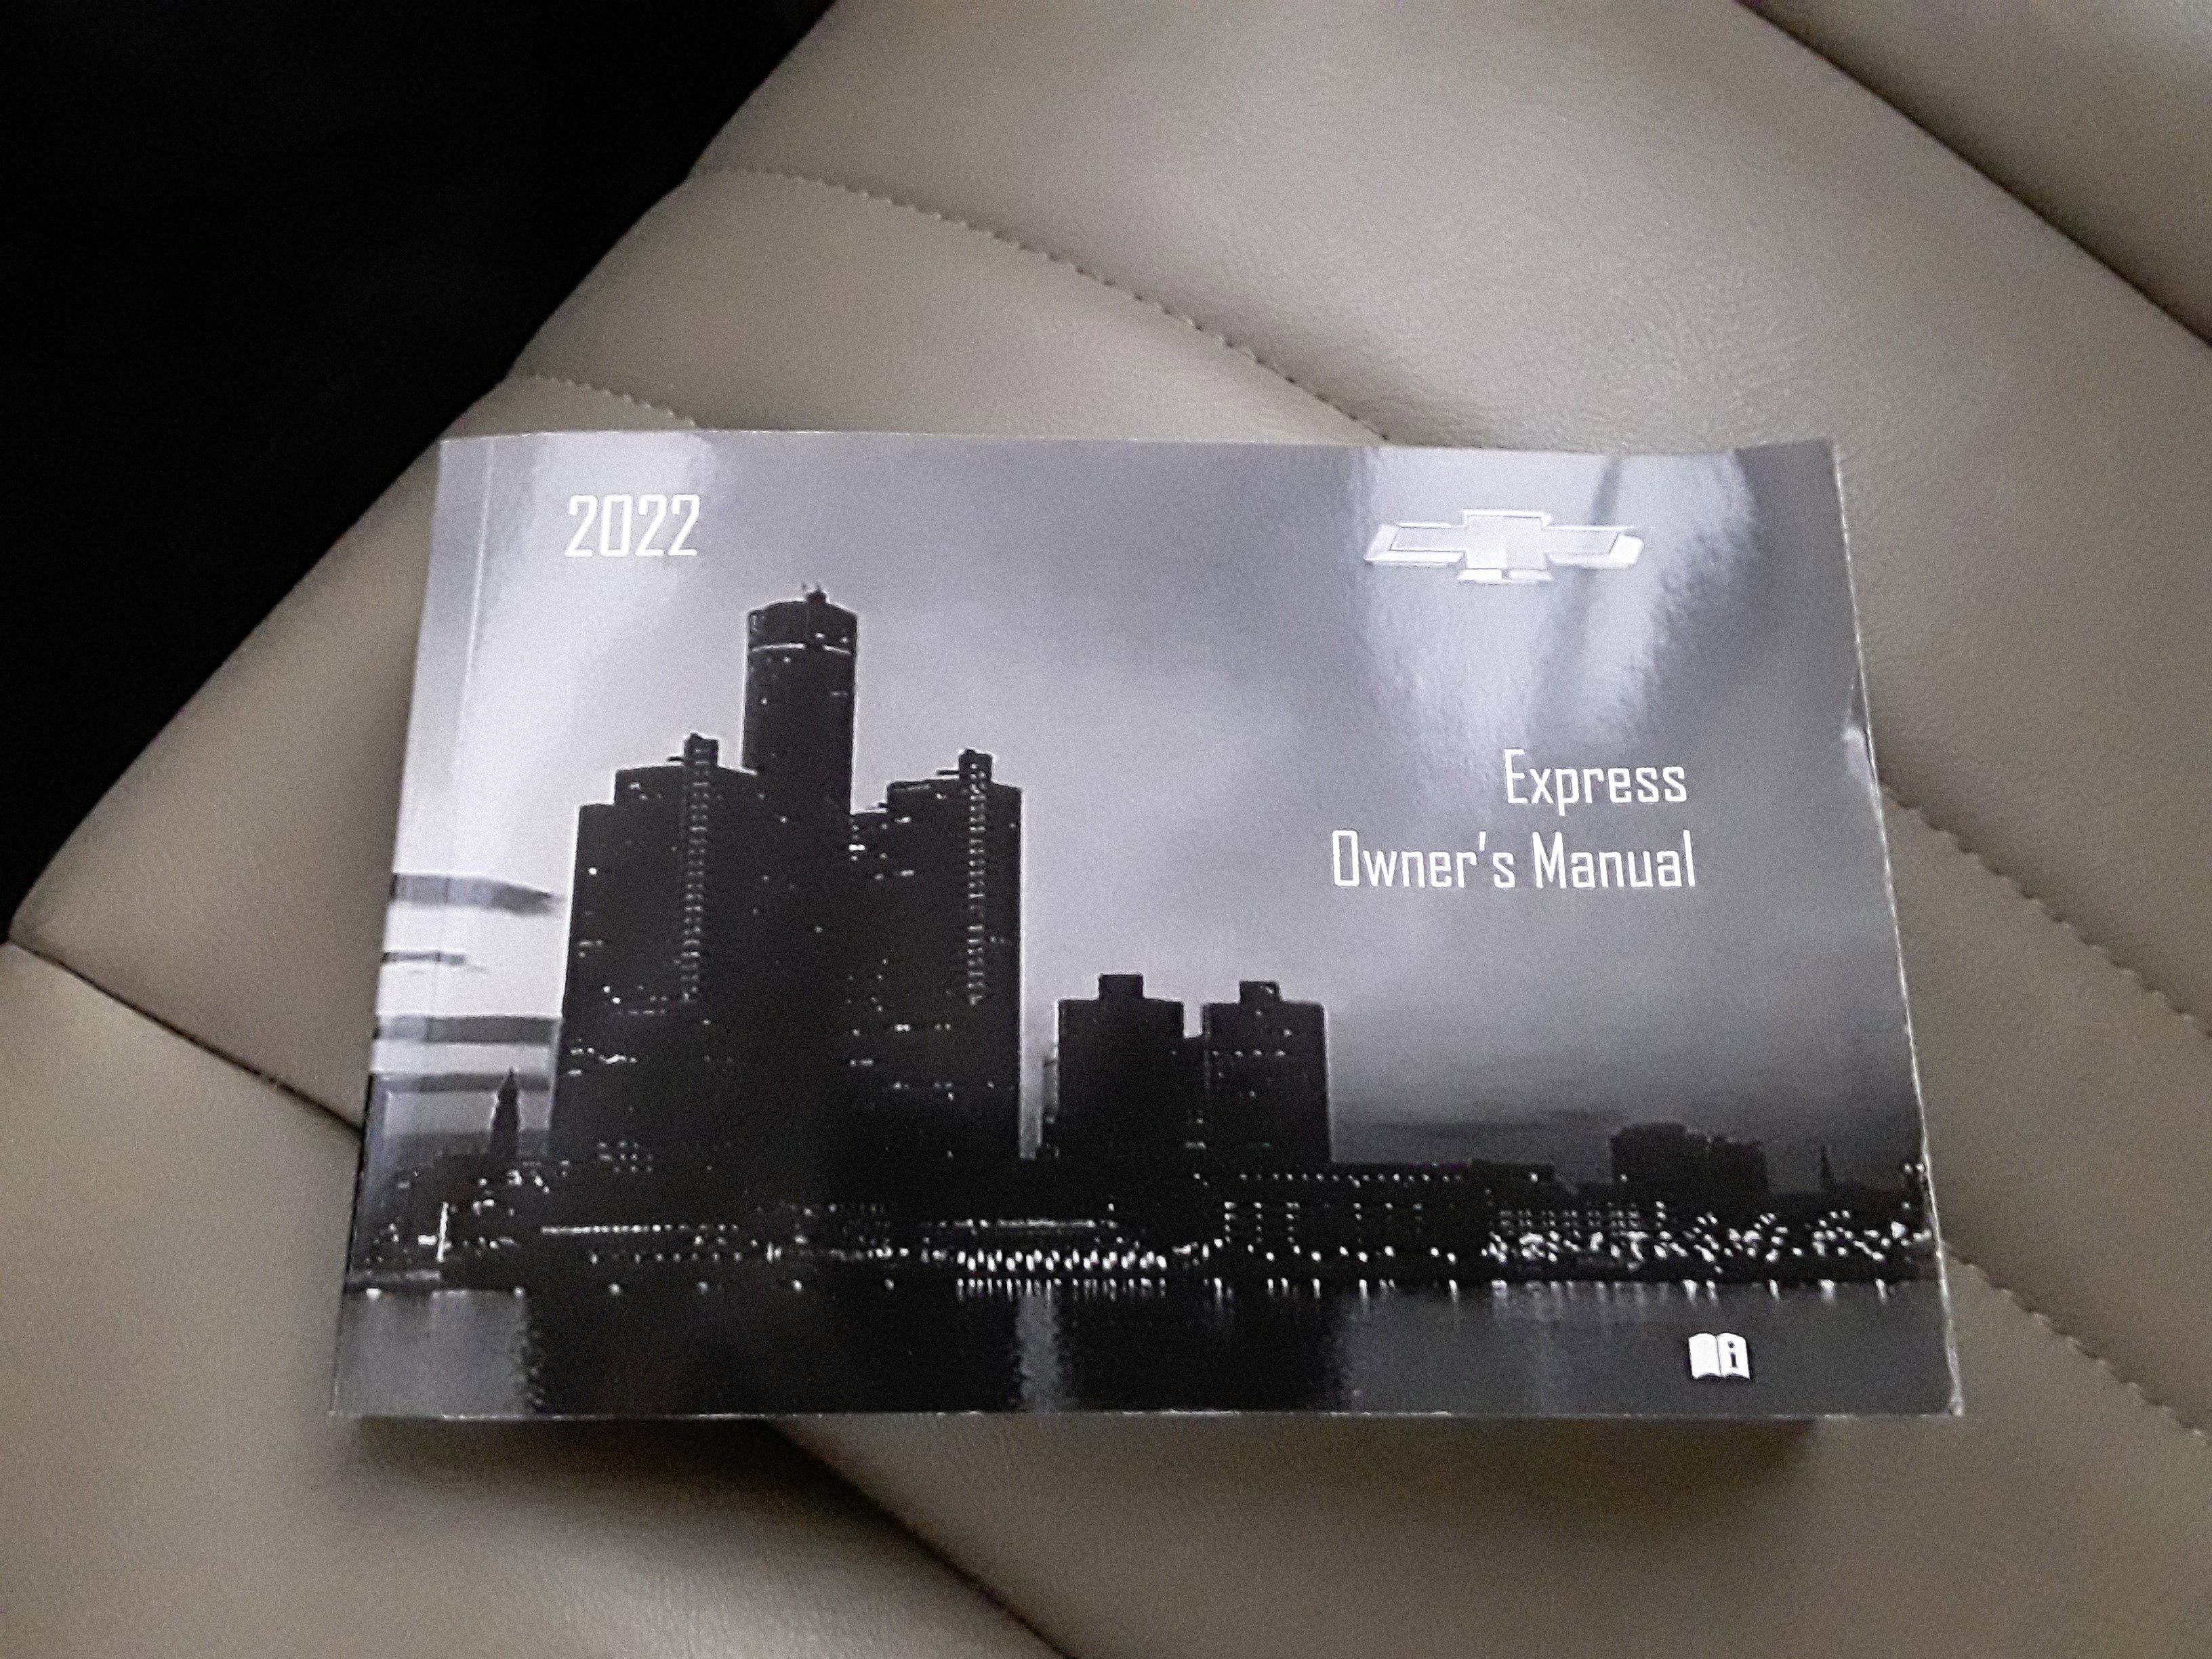 2022
Express
Owner's Manual
i